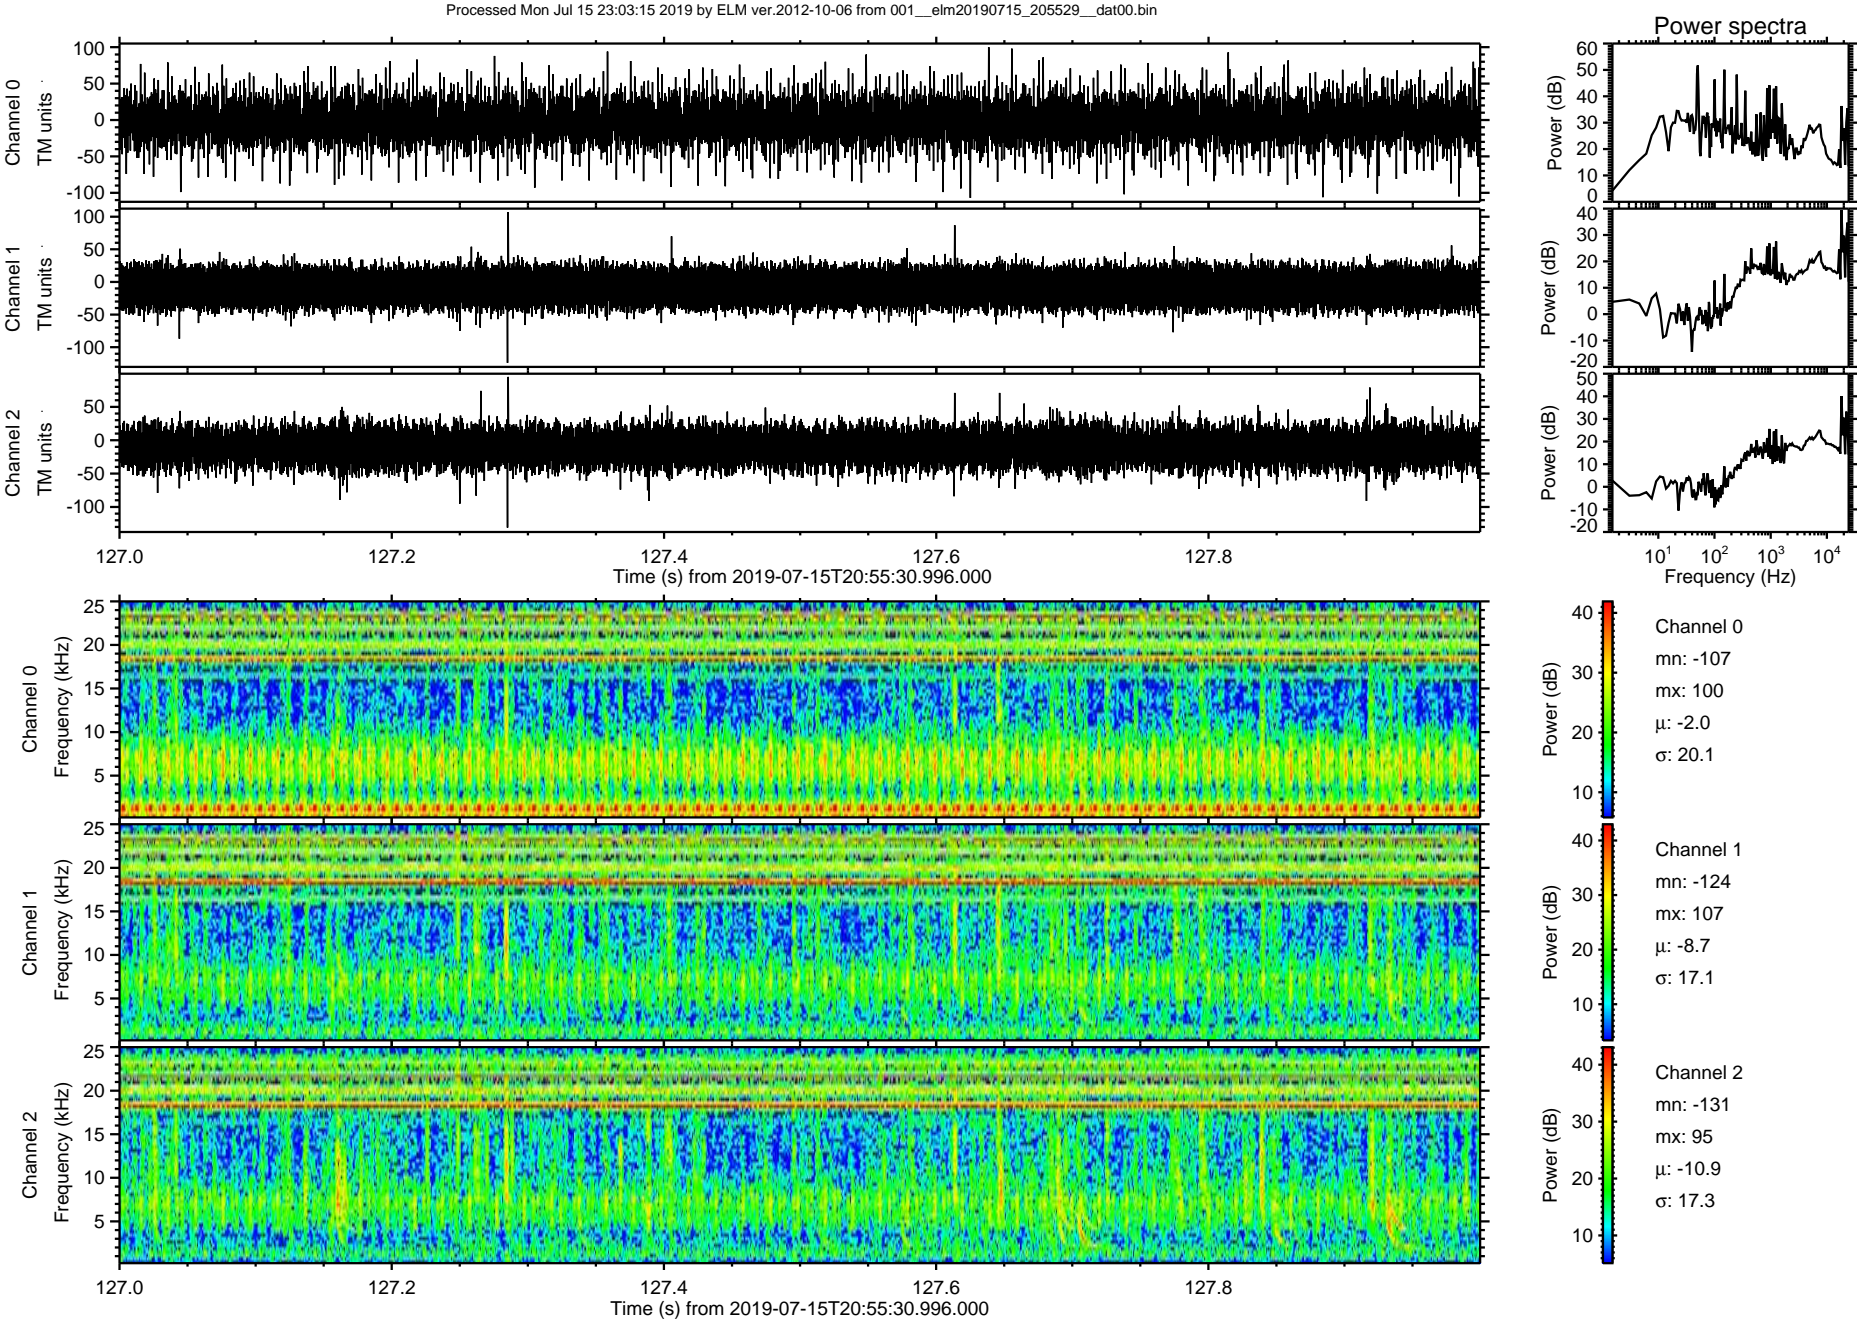 Processed Mon Jul 15 23:03:15 2019 by ELM ver.2012-10-06 from 001__elm20190715_205529__dat00.bin
Power spectra
Channel 0
TM units
100
50
0
-50
-100
Power (dB)
60
50
40
30
20
10
0
Channel 1
TM units
100
50
0
-50
-100
Power (dB)
40
30
20
10
0
-10
-20
Channel 2
TM units
50
0
-50
-100
Power (dB)
50
40
30
20
10
0
-10
-20
127.0 127.2 127.4 127.6 127.8
Time (s) from 2019-07-15T20:55:30.996.000
10^1 10^2 10^3 10^4
Frequency (Hz)
Channel 0
Frequency (kHz)
25
20
15
10
5
Power (dB)
40
30
20
10
Channel 0
mn: -107
mx: 100
μ: -2.0
σ: 20.1
Channel 1
Frequency (kHz)
25
20
15
10
5
Power (dB)
40
30
20
10
Channel 1
mn: -124
mx: 107
μ: -8.7
σ: 17.1
Channel 2
Frequency (kHz)
25
20
15
10
5
Power (dB)
40
30
20
10
Channel 2
mn: -131
mx: 95
μ: -10.9
σ: 17.3
127.0 127.2 127.4 127.6 127.8
Time (s) from 2019-07-15T20:55:30.996.000